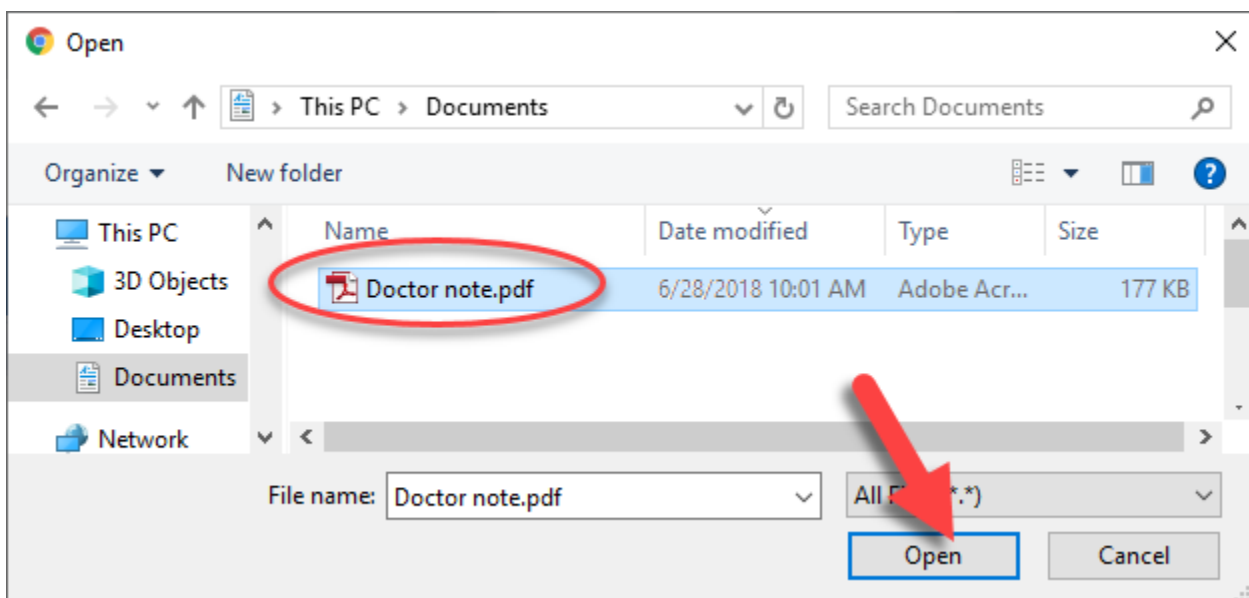 Open
This PC > Documents
Search Documents
Organize
New folder
This PC
3D Objects
Desktop
Documents
Network
Name Date modified Type Size
Doctor note.pdf 6/28/2018 10:01 AM Adobe Acr... 177 KB
File name: Doctor note.pdf
All *.*)
Open
Cancel